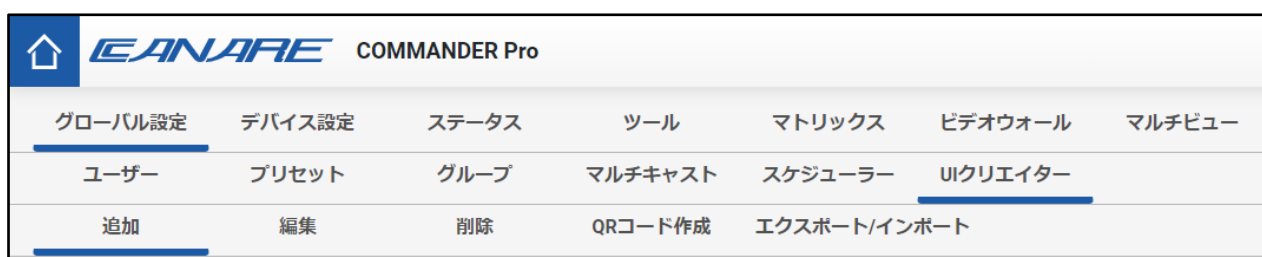 CANARE COMMANDER Pro
グローバル設定 デバイス設定 ステータス ツール マトリックス ビデオウォール マルチビュー
ユーザー プリセット グループ マルチキャスト スケジューラー UIクリエイター
追加 編集 削除 QRコード作成 エクスポート/インポート